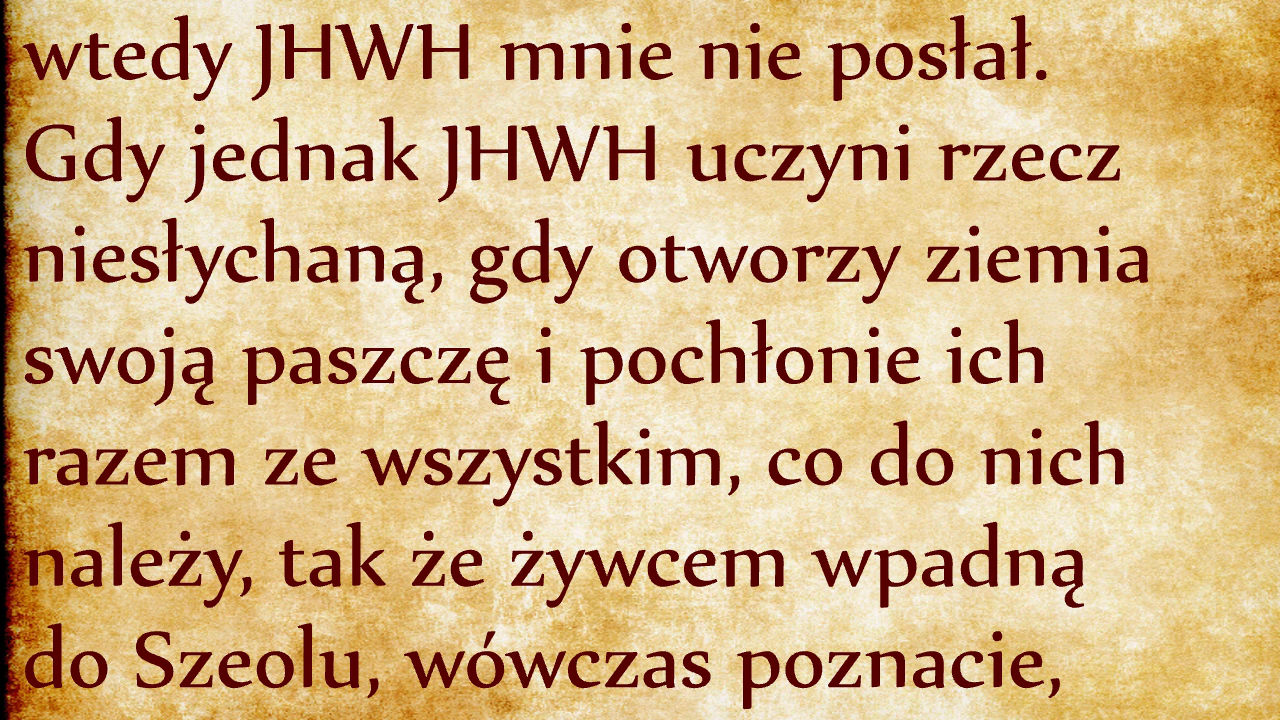 wtedy JHWH mnie nie posłał.
Gdy jednak JHWH uczyni rzecz
niesłychaną, gdy otworzy ziemia
swoją paszczę i pochłonie ich
razem ze wszystkim, co do nich
należy, tak że żywcem wpadną
do Szeolu, wówczas poznacie,